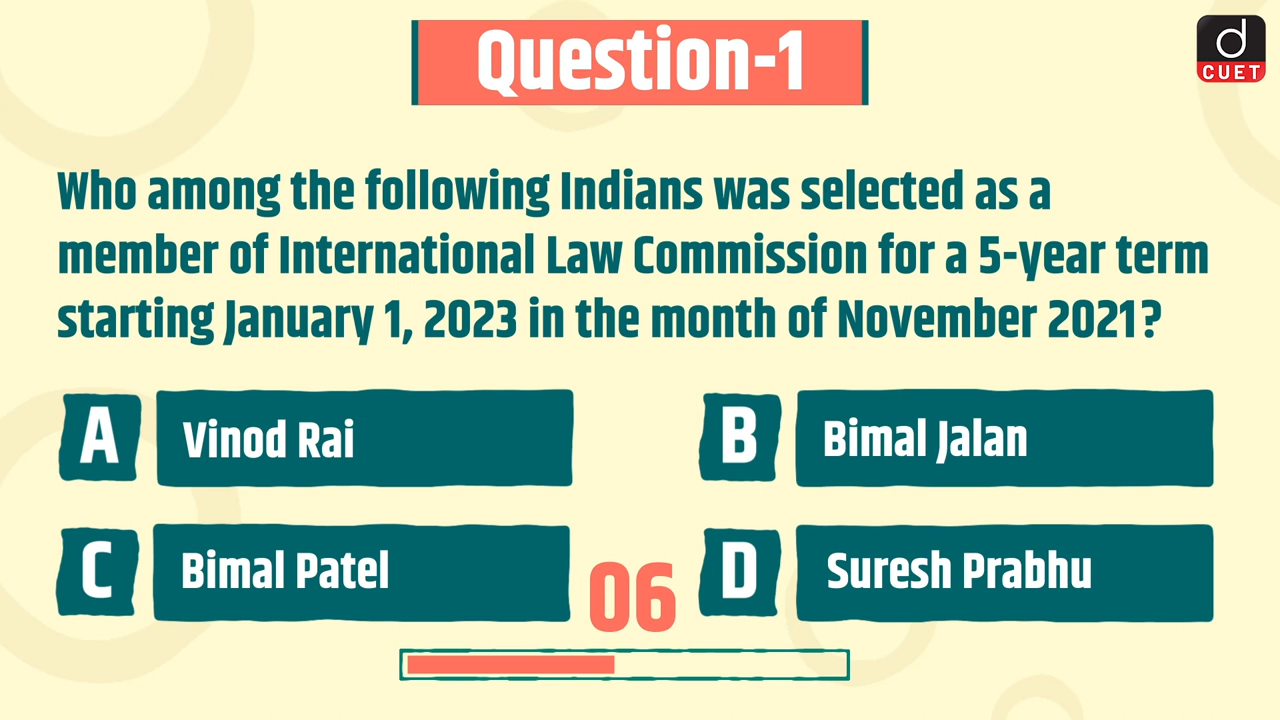 Question-1
d
CUET
Who among the following Indians was selected as a
member of International Law Commission for a 5-year term
starting January 1, 2023 in the month of November 2021?
A Vinod Rai
B Bimal Jalan
C Bimal Patel
D Suresh Prabhu
06